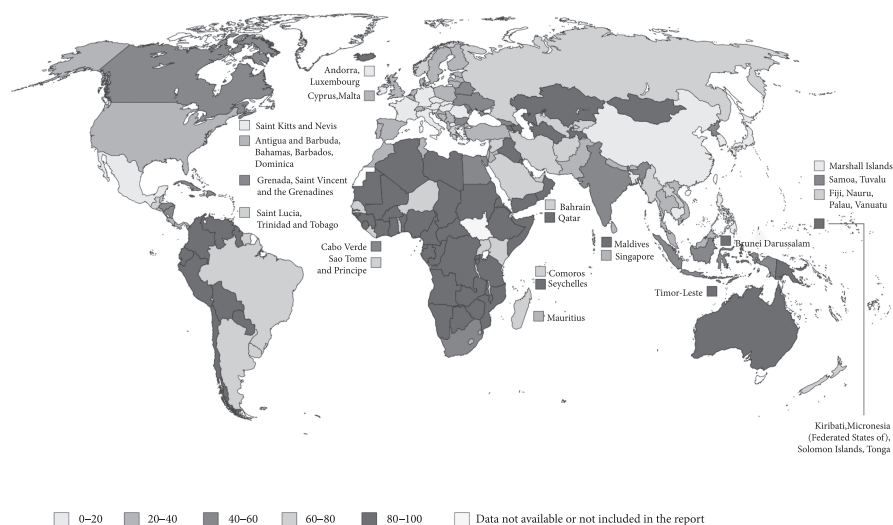 Andorra,
Luxembourg
Cyprus,Malta
Saint Kitts and Nevis
Antigua and Barbuda,
Bahamas, Barbados,
Dominica
Grenada, Saint Vincent
and the Grenadines
Saint Lucia,
Trinidad and Tobago
Cabo Verde
Sao Tome
and Principe
Bahrain
Qatar
Comoros
Seychelles
Mauritius
Maldives
Singapore
Brunei Darussalam
Timor-Leste
Marshall Islands
Samoa, Tuvalu
Fiji, Nauru,
Palau, Vanuatu
Kiribati,Micronesia
(Federated States of),
Solomon Islands, Tonga
0–20 20–40 40–60 60–80 80–100 Data not available or not included in the report